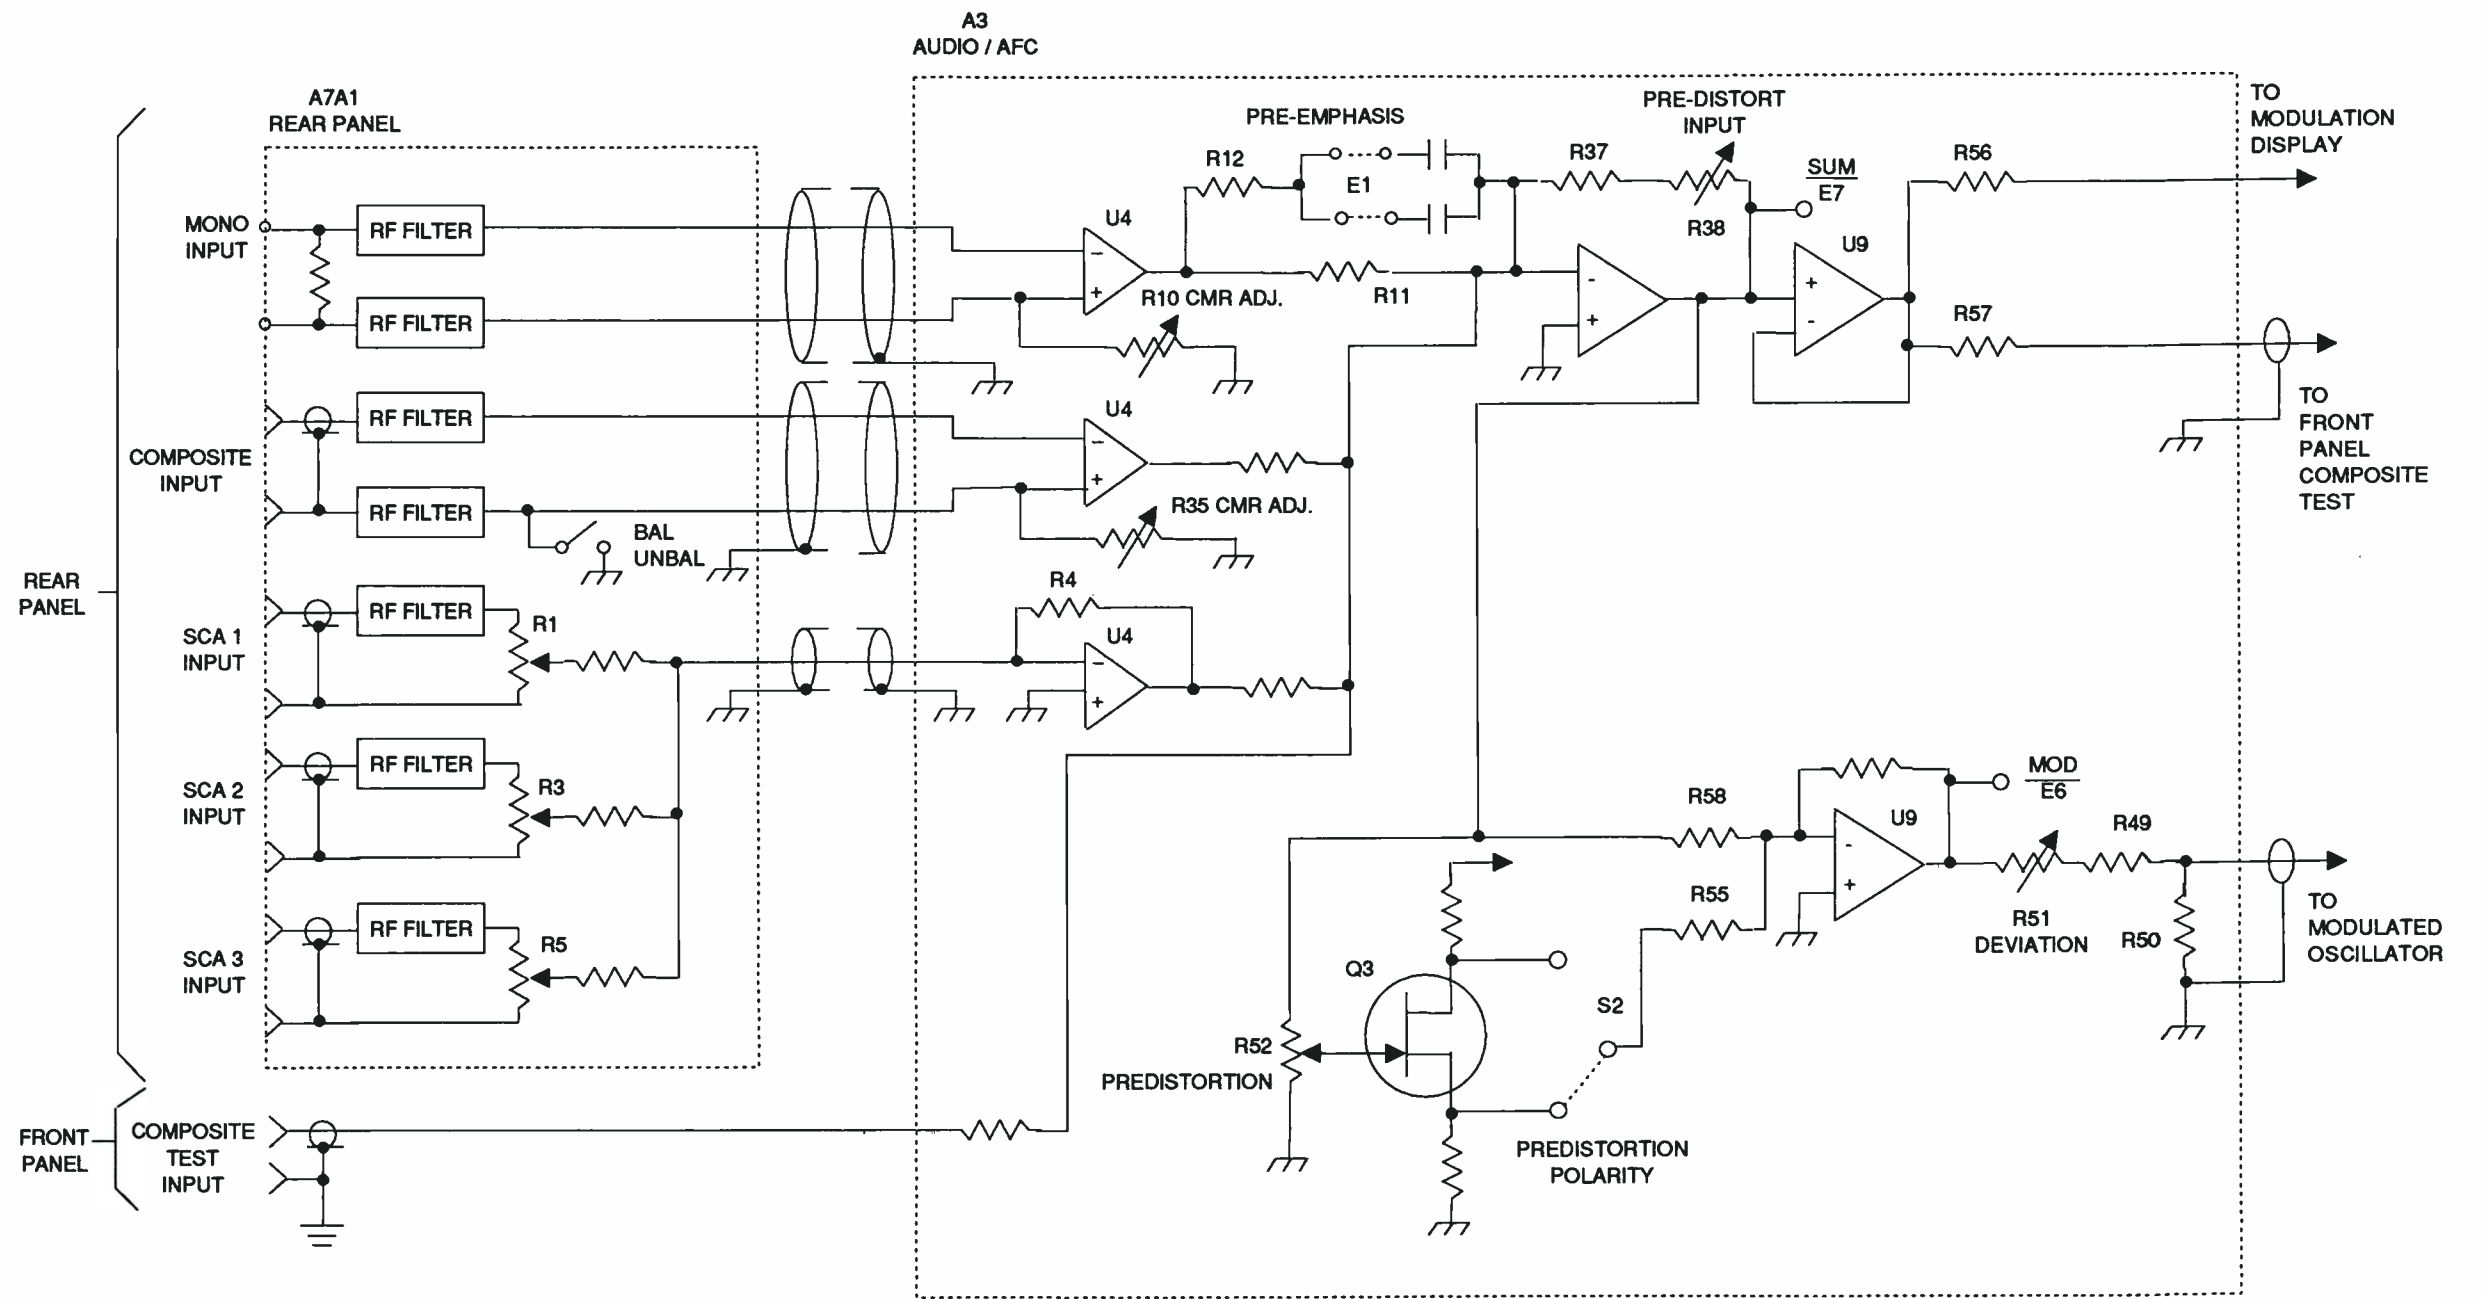 A3
AUDIO / AFC
A7A1
REAR PANEL
MONO
INPUT
RF FILTER
RF FILTER
COMPOSITE
INPUT
RF FILTER
RF FILTER
BAL
UNBAL
REAR
PANEL
SCA 1
INPUT
RF FILTER
R1
SCA 2
INPUT
RF FILTER
R3
SCA 3
INPUT
RF FILTER
R5
FRONT
PANEL
COMPOSITE
TEST
INPUT
PRE-EMPHASIS
R12
E1
U4
-
+
R10 CMR ADJ.
R11
U4
-
+
R35 CMR ADJ.
R4
U4
-
+
PRE-DISTORT
INPUT
R37
R38
SUM
E7
-
+
U9
+
-
R56
R57
TO
MODULATION
DISPLAY
TO
FRONT
PANEL
COMPOSITE
TEST
R58
R55
U9
-
+
MOD
E6
R51
DEVIATION
R49
R50
TO
MODULATED
OSCILLATOR
Q3
S2
R52
PREDISTORTION
PREDISTORTION
POLARITY